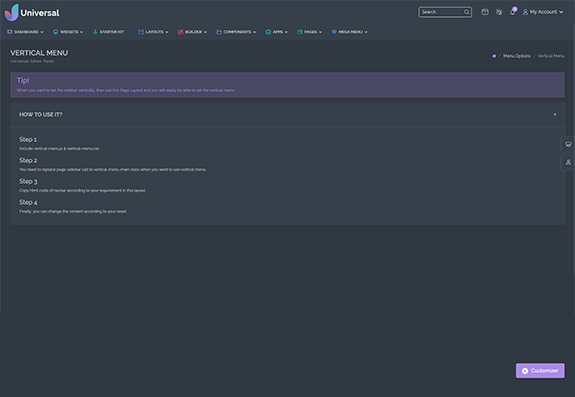 Universal
Search.
My Account
DASHBOARD
WIDGETS
STARTER KIT
LAYOUTS
BUILDER
COMPONENTS
APPS
PAGES
MEGA MENU
VERTICAL MENU
Universal Admin Panel
/ Menu Options / Vertical Menu
Tip!
When you want to set the sidebar vertically, then use the Page Layout and you will easily be able to set the vertical menu.
HOW TO USE IT?
Step 1
Include vertical-menu.js & vertical-menu.css
Step 2
You need to replace page-sidebar call to vertical-menu-main class when you want to use vertical menu.
Step 3
Copy html code of navbar according to your requirement in this layout.
Step 4
Finally, you can change the content according to your need.
Customizer